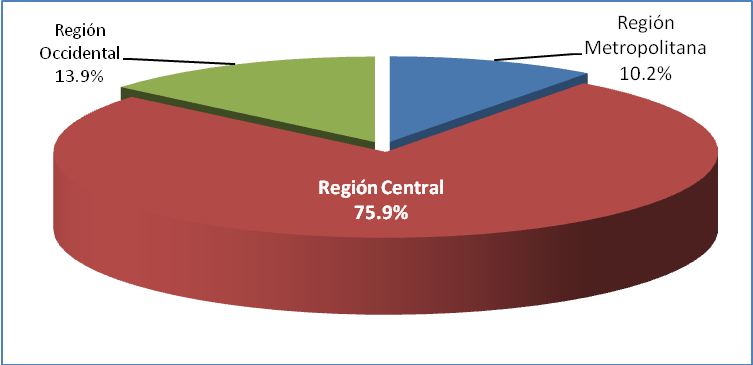 Región
Occidental
13.9%
Región
Metropolitana
10.2%
Región Central
75.9%